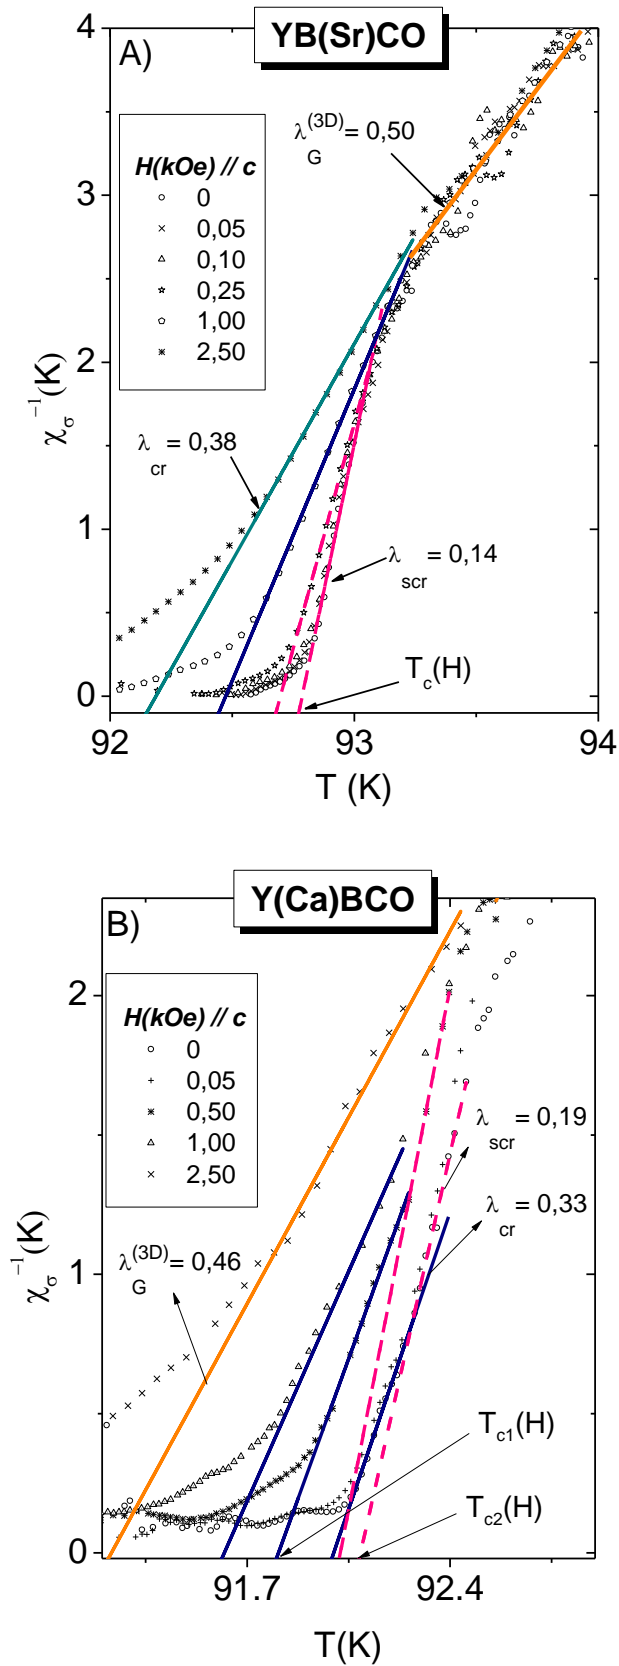 YB(Sr)CO
A)
4
3
2
1
0
χσ⁻¹(K)
H(kOe) // c
0
0,05
0,10
0,25
1,00
2,50
λG(3D) = 0,50
λcr = 0,38
λscr = 0,14
Tc(H)
92 93 94
T (K)
Y(Ca)BCO
B)
2
1
0
χσ⁻¹(K)
H(kOe) // c
0
0,05
0,50
1,00
2,50
λscr = 0,19
λcr = 0,33
λG(3D) = 0,46
Tc1(H)
Tc2(H)
91.7 92.4
T(K)